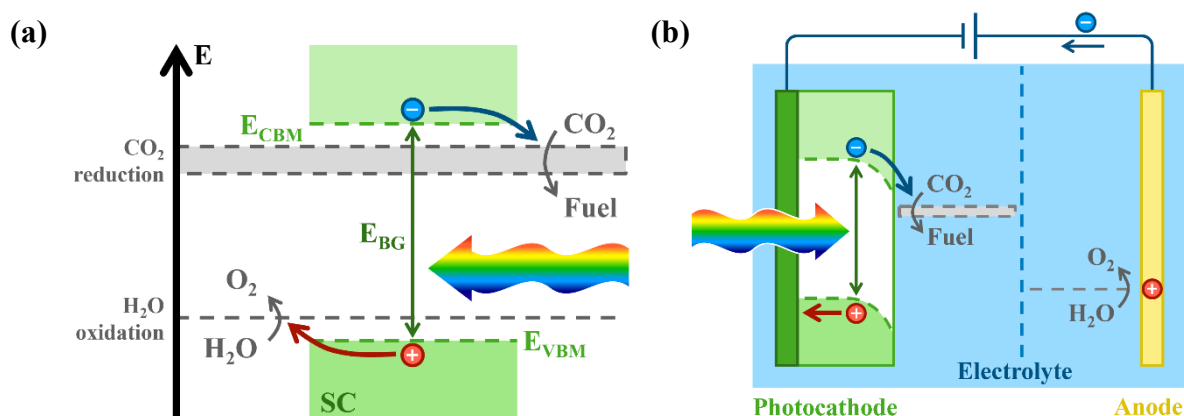 (a)
E
E_CBM
CO₂
CO₂
reduction
Fuel
E_BG
O₂
H₂O
oxidation
H₂O
E_VBM
SC
(b)
−
−
CO₂
Fuel
O₂
H₂O
+
+
Electrolyte
Photocathode
Anode